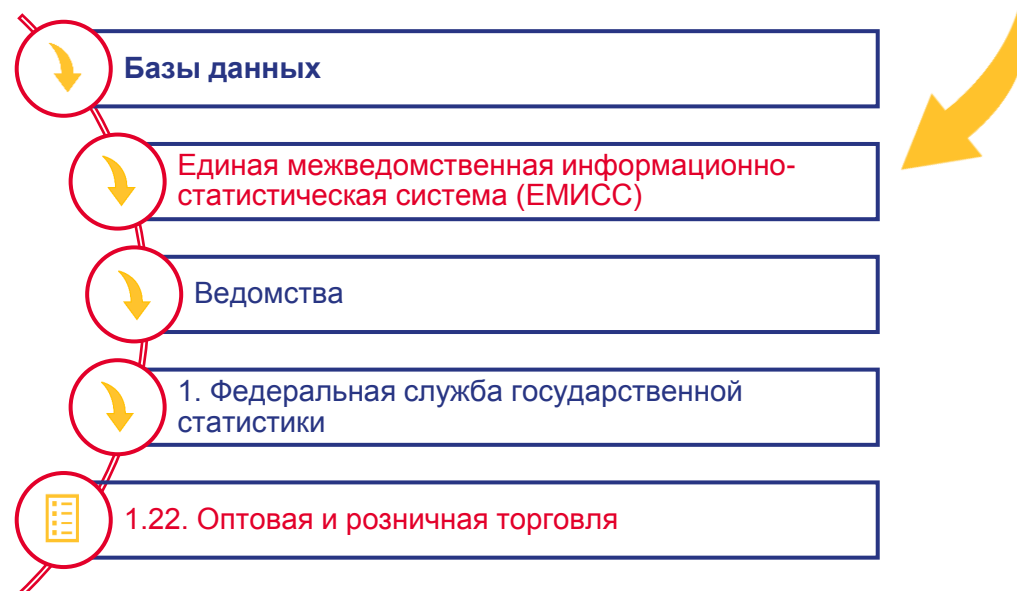 Базы данных
Единая межведомственная информационно-
статистическая система (ЕМИСС)
Ведомства
1. Федеральная служба государственной
статистики
1.22. Оптовая и розничная торговля